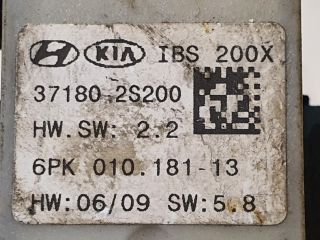 KIA IBS 200X
37180-2S200
HW.SW: 2.2
6PK 010.181-13
HW:06/09 SW:5.8